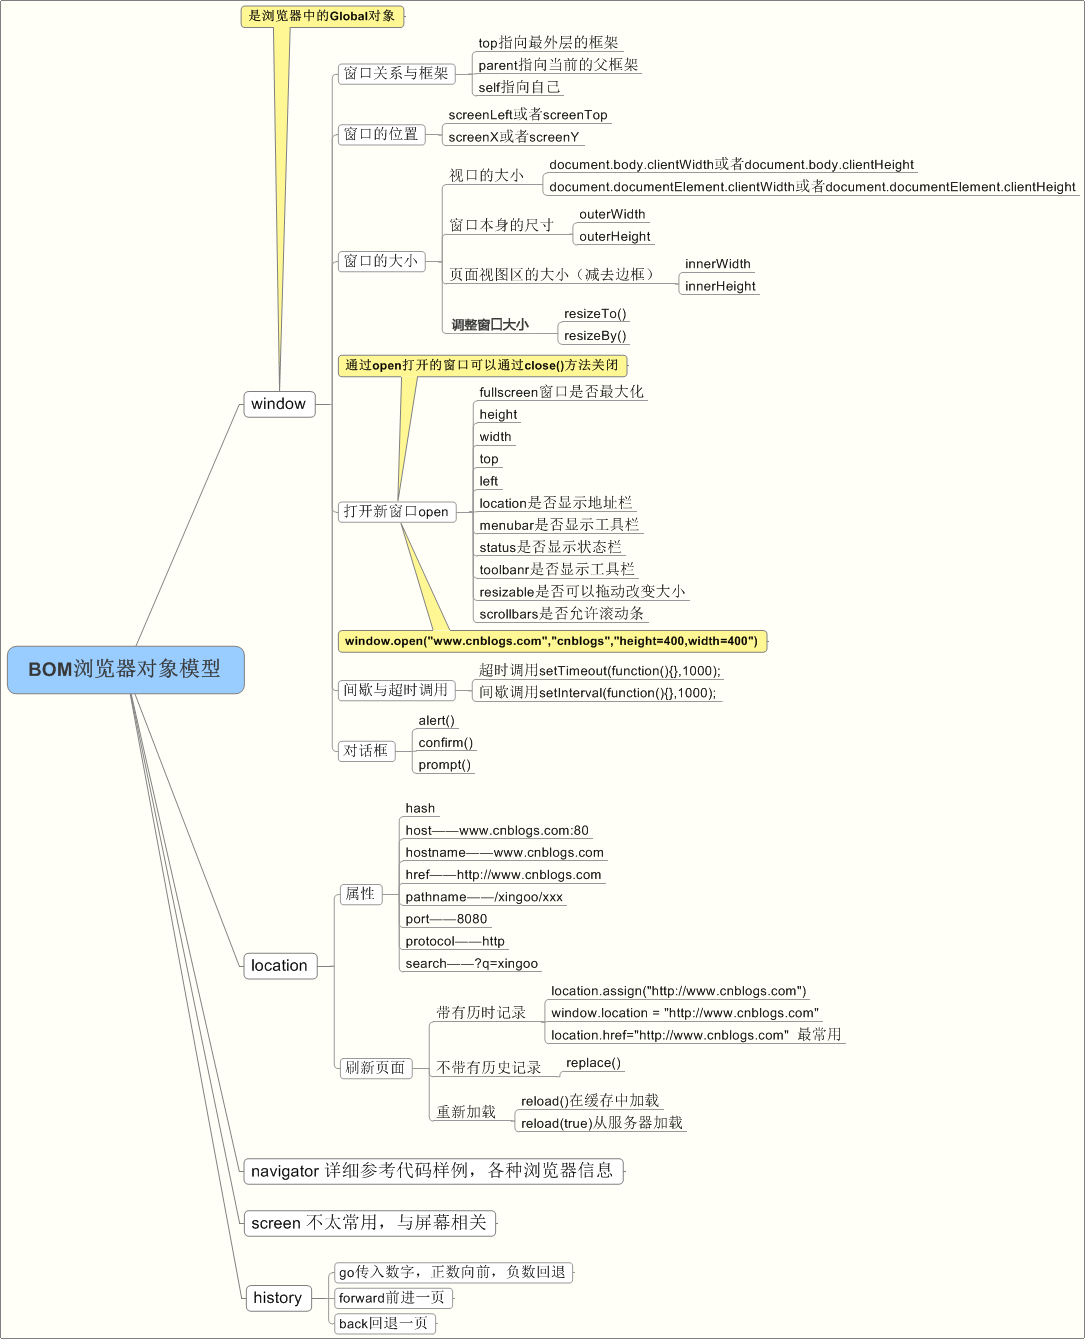 是浏览器中的Global对象
top指向最外层的框架
窗口关系与框架
parent指向当前的父框架
self指向自己
screenLeft或者screenTop
窗口的位置
screenX或者screenY
视口的大小
document.body.clientWidth或者document.body.clientHeight
document.documentElement.clientWidth或者document.documentElement.clientHeight
窗口本身的尺寸
outerWidth
outerHeight
窗口的大小
页面视图区的大小（减去边框）
innerWidth
innerHeight
调整窗口大小
resizeTo()
resizeBy()
通过open打开的窗口可以通过close()方法关闭
window
fullscreen窗口是否最大化
height
width
top
left
location是否显示地址栏
打开新窗口open
menubar是否显示工具栏
status是否显示状态栏
toolbanr是否显示工具栏
resizable是否可以拖动改变大小
scrollbars是否允许滚动条
window.open("www.cnblogs.com","cnblogs","height=400,width=400")
BOM浏览器对象模型
间歇与超时调用
超时调用setTimeout(function(){},1000);
间歇调用setInterval(function(){},1000);
对话框
alert()
confirm()
prompt()
location
属性
hash
host——www.cnblogs.com:80
hostname——www.cnblogs.com
href——http://www.cnblogs.com
pathname——/xingoo/xxx
port——8080
protocol——http
search——?q=xingoo
刷新页面
带有历时记录
location.assign("http://www.cnblogs.com")
window.location = "http://www.cnblogs.com"
location.href="http://www.cnblogs.com" 最常用
不带有历史记录
replace()
重新加载
reload()在缓存中加载
reload(true)从服务器加载
navigator 详细参考代码样例，各种浏览器信息
screen 不太常用，与屏幕相关
history
go传入数字，正数向前，负数回退
forward前进一页
back回退一页